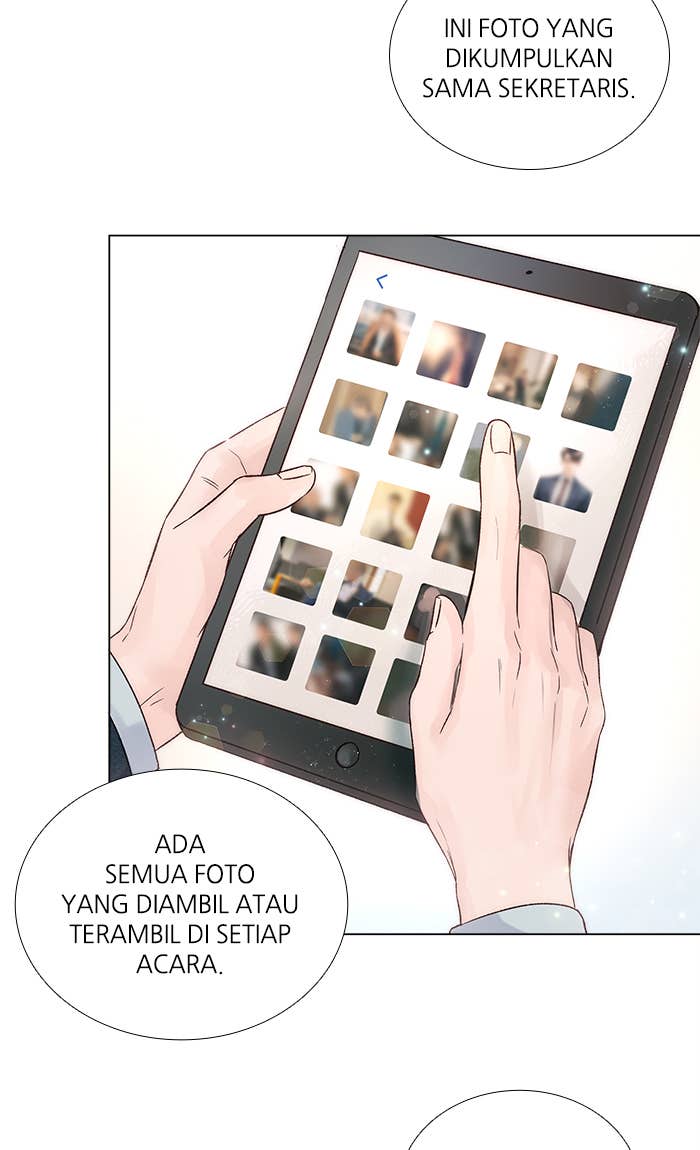 INI FOTO YANG
DIKUMPULKAN
SAMA SEKRETARIS.
ADA
SEMUA FOTO
YANG DIAMBIL ATAU
TERAMBIL DI SETIAP
ACARA.